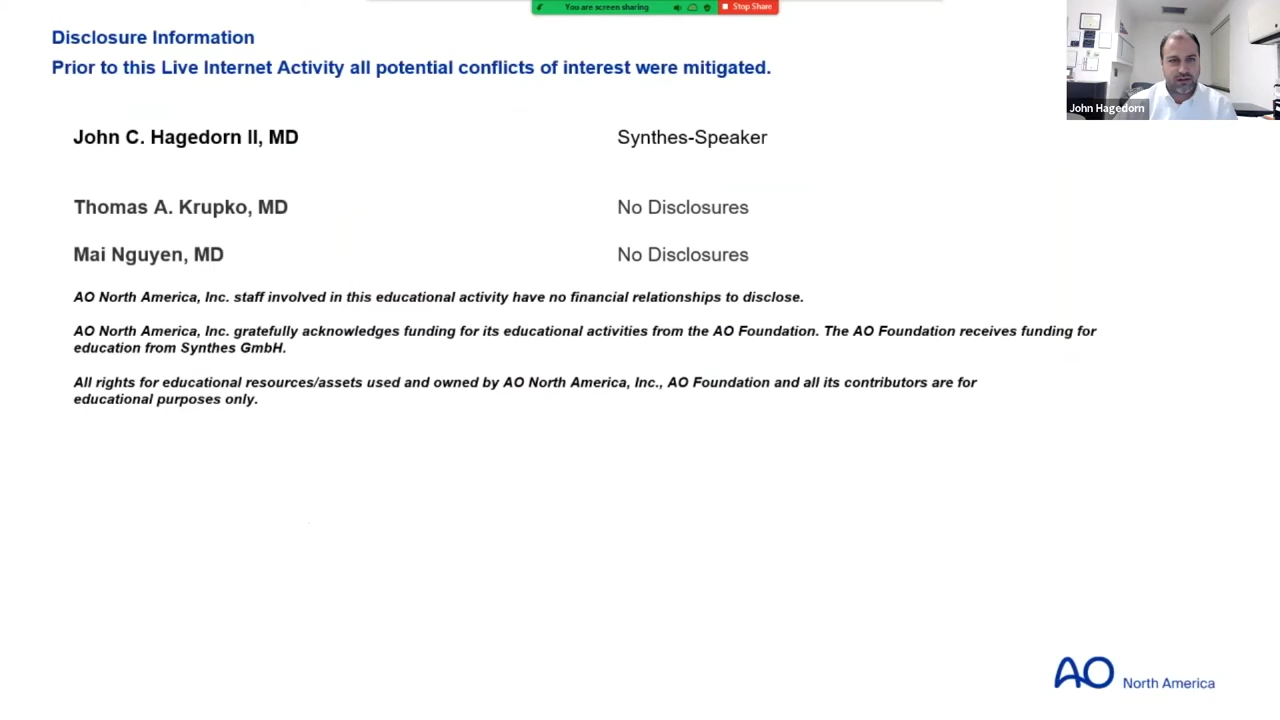 You are screen sharing
Stop Share
Disclosure Information
Prior to this Live Internet Activity all potential conflicts of interest were mitigated.
John Hagedorn
John C. Hagedorn II, MD Synthes-Speaker
Thomas A. Krupko, MD No Disclosures
Mai Nguyen, MD No Disclosures
AO North America, Inc. staff involved in this educational activity have no financial relationships to disclose.
AO North America, Inc. gratefully acknowledges funding for its educational activities from the AO Foundation. The AO Foundation receives funding for
education from Synthes GmbH.
All rights for educational resources/assets used and owned by AO North America, Inc., AO Foundation and all its contributors are for
educational purposes only.
AO North America